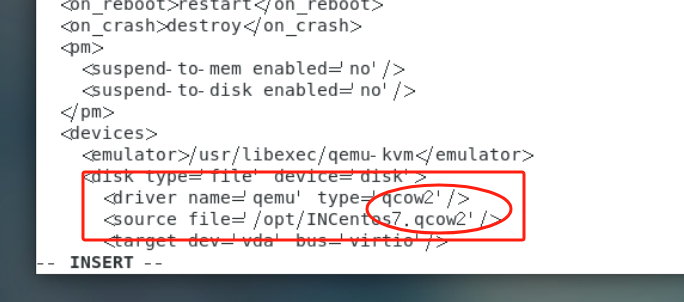 <on_reboot>restart</on_reboot>
<on_crash>destroy</on_crash>
<pm>
<suspend-to-mem enabled='no'/>
<suspend-to-disk enabled='no'/>
</pm>
<devices>
<emulator>/usr/libexec/qemu-kvm</emulator>
<disk type='file' device='disk'>
<driver name='qemu' type='qcow2'/>
<source file='/opt/INCentos7.qcow2'/>
<target dev='vda' bus='virtio'/>
-- INSERT --